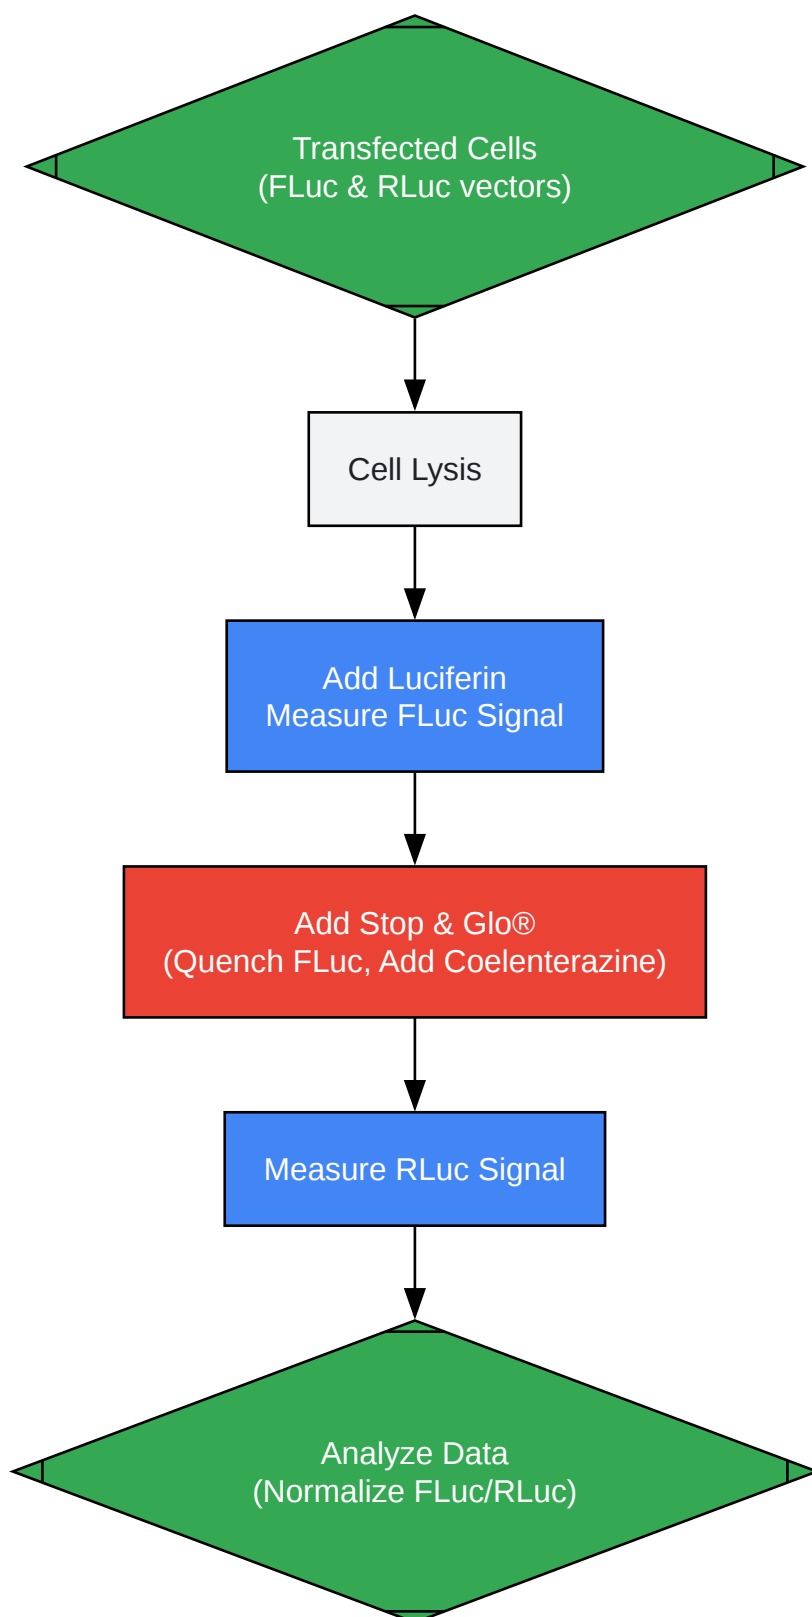 Transfected Cells
(FLuc & RLuc vectors)
Cell Lysis
Add Luciferin
Measure FLuc Signal
Add Stop & Glo®
(Quench FLuc, Add Coelenterazine)
Measure RLuc Signal
Analyze Data
(Normalize FLuc/RLuc)